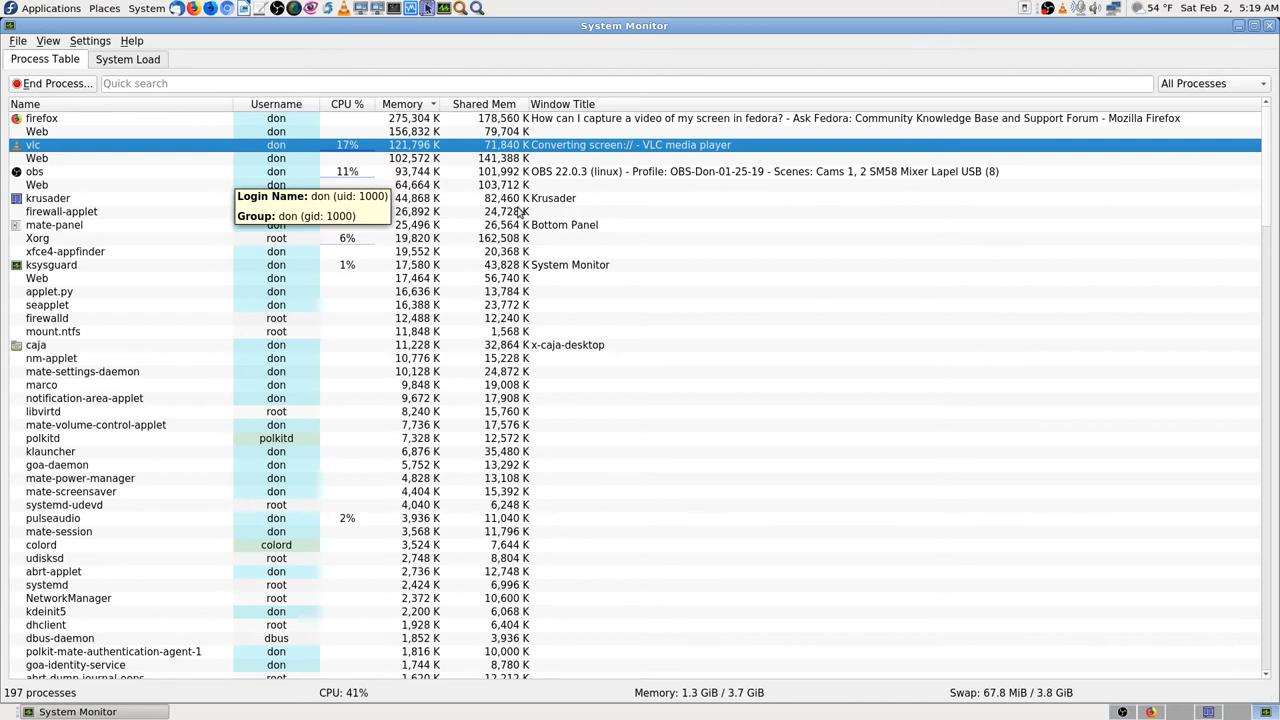 Applications Places System 54 °F Sat Feb 2, 5:19 AM
System Monitor
File View Settings Help
Process Table System Load
End Process... Quick search All Processes
Name Username CPU % Memory Shared Mem Window Title
firefox don 275,304 K 178,560 K How can I capture a video of my screen in fedora? - Ask Fedora: Community Knowledge Base and Support Forum - Mozilla Firefox
Web don 156,832 K 79,704 K
vlc don 17% 121,796 K 71,840 K Converting screen:// - VLC media player
Web don 102,572 K 141,388 K
obs don 11% 93,744 K 101,992 K OBS 22.0.3 (linux) - Profile: OBS-Don-01-25-19 - Scenes: Cams 1, 2 SM58 Mixer Lapel USB (8)
Web don 64,664 K 103,712 K
krusader Login Name: don (uid: 1000) 44,868 K 82,460 K Krusader
firewall-applet Group: don (gid: 1000) 26,892 K 24,728 K
mate-panel don 25,496 K 26,564 K Bottom Panel
Xorg root 6% 19,820 K 162,508 K
xfce4-appfinder don 19,552 K 20,368 K
ksysguard don 1% 17,580 K 43,828 K System Monitor
Web don 17,464 K 56,740 K
applet.py don 16,636 K 13,784 K
seapplet don 16,388 K 23,772 K
firewalld root 12,488 K 12,240 K
mount.ntfs root 11,848 K 1,568 K
caja don 11,228 K 32,864 K x-caja-desktop
nm-applet don 10,776 K 15,228 K
mate-settings-daemon don 10,128 K 24,872 K
marco don 9,848 K 19,008 K
notification-area-applet don 9,672 K 17,908 K
libvirtd root 8,240 K 15,760 K
mate-volume-control-applet don 7,736 K 17,576 K
polkitd polkitd 7,328 K 12,572 K
klauncher don 6,876 K 35,480 K
goa-daemon don 5,752 K 13,292 K
mate-power-manager don 4,828 K 13,108 K
mate-screensaver don 4,404 K 15,392 K
systemd-udevd root 4,040 K 6,248 K
pulseaudio don 2% 3,936 K 11,040 K
mate-session don 3,568 K 11,796 K
colord colord 3,524 K 7,644 K
udisksd root 2,748 K 8,804 K
abrt-applet don 2,736 K 12,748 K
systemd root 2,424 K 6,996 K
NetworkManager root 2,372 K 10,600 K
kdeinit5 don 2,200 K 6,068 K
dhclient root 1,928 K 6,404 K
dbus-daemon dbus 1,852 K 3,936 K
polkit-mate-authentication-agent-1 don 1,816 K 10,000 K
goa-identity-service don 1,744 K 8,780 K
abrt-dump-journal-oops root 1,620 K 12,212 K
197 processes CPU: 41% Memory: 1.3 GiB / 3.7 GiB Swap: 67.8 MiB / 3.8 GiB
System Monitor